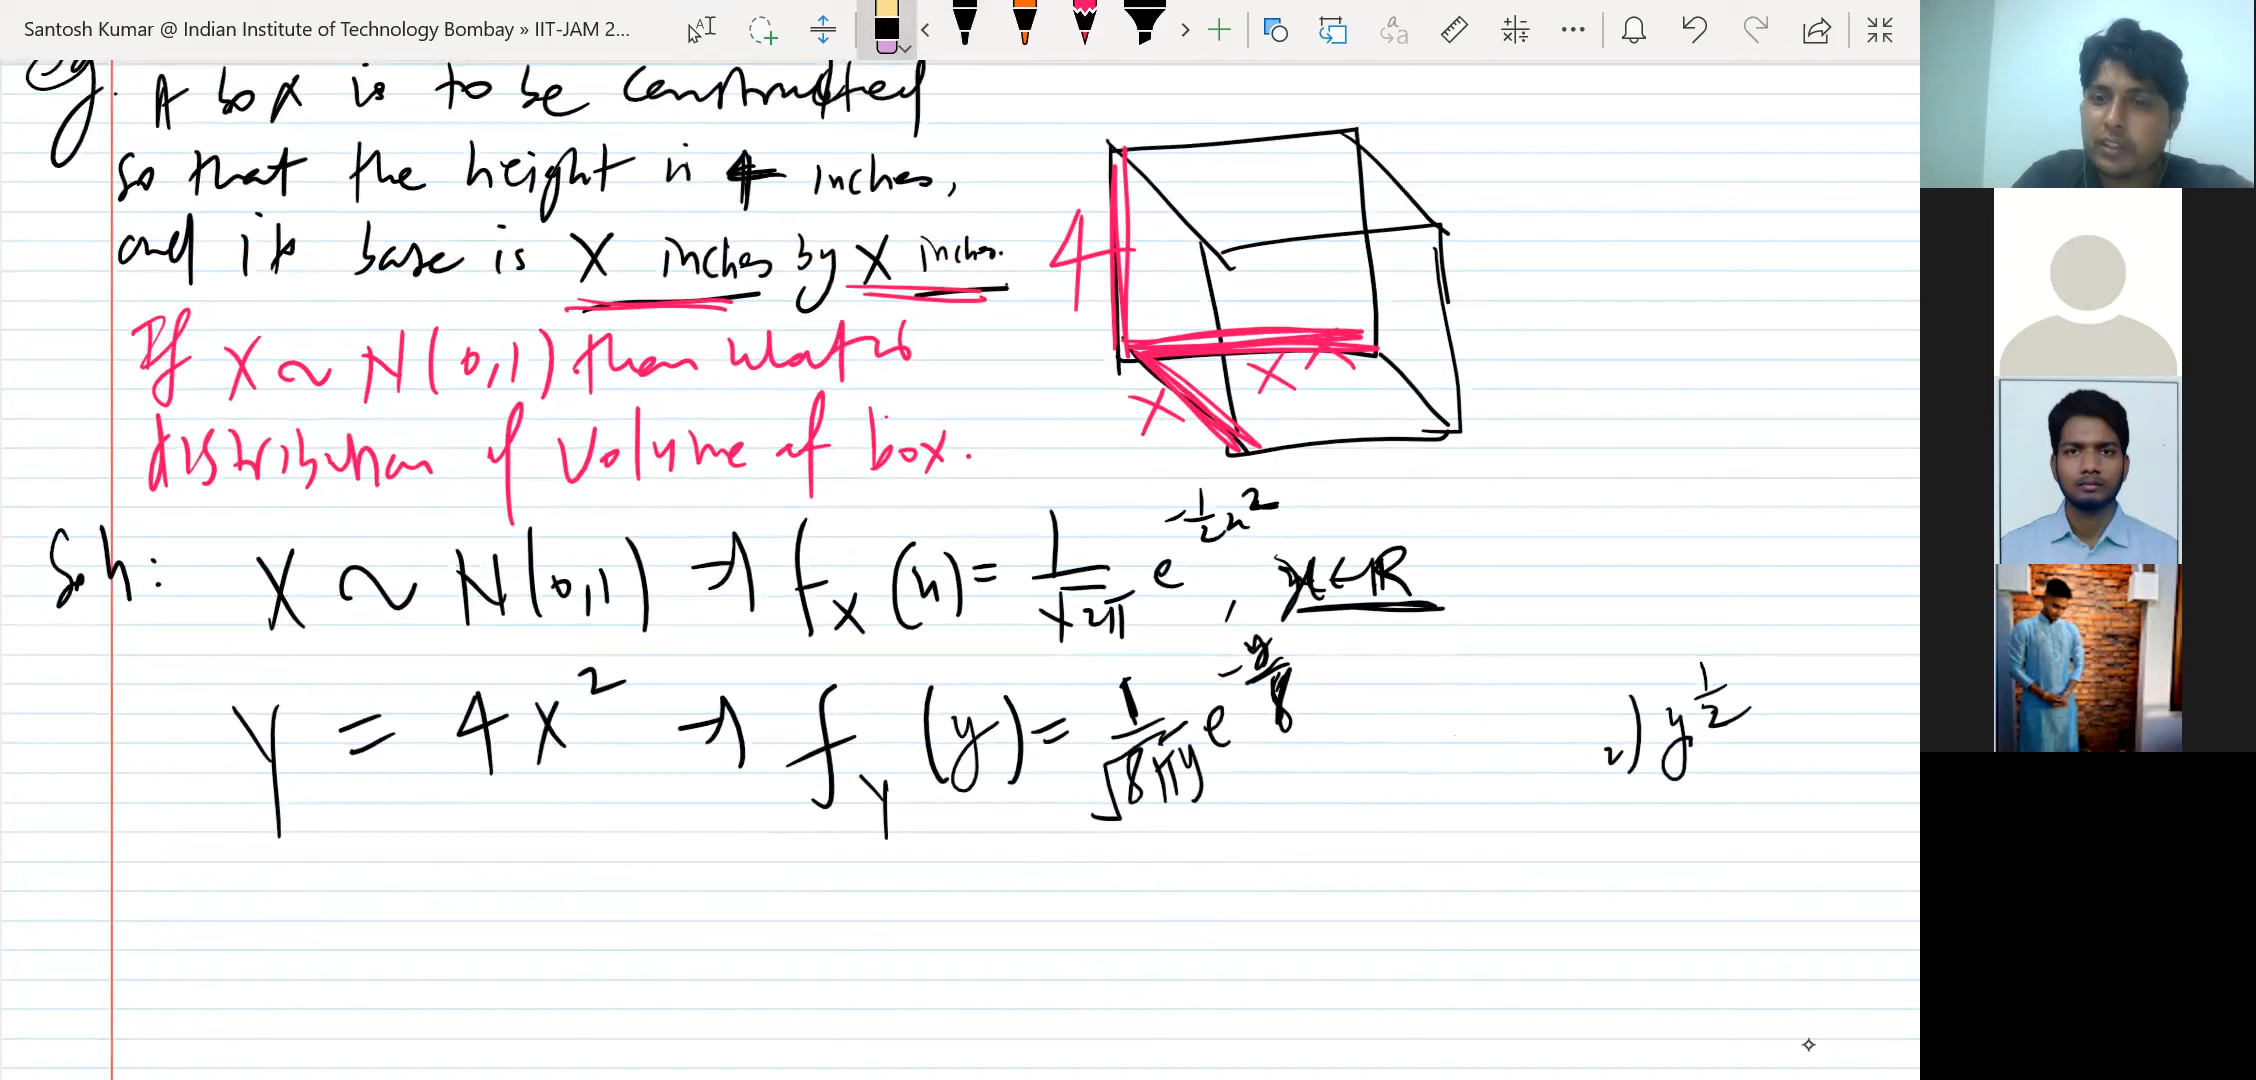 Santosh Kumar @ Indian Institute of Technology Bombay » IIT-JAM 2...
eg. A box is to be constructed
so that the height is 4 inches,
and its base is X inches by X inches.
If X ~ N(0,1) then what is
distribution of Volume of box.
4
X
X
Soln: X ~ N(0,1) → f_X(x) = 1/√2π e^{-1/2 x^2}, x ∈ ℝ
Y = 4X^2 → f_Y(y) = 1/√8πy e^{-y/8}
2) y^{1/2}